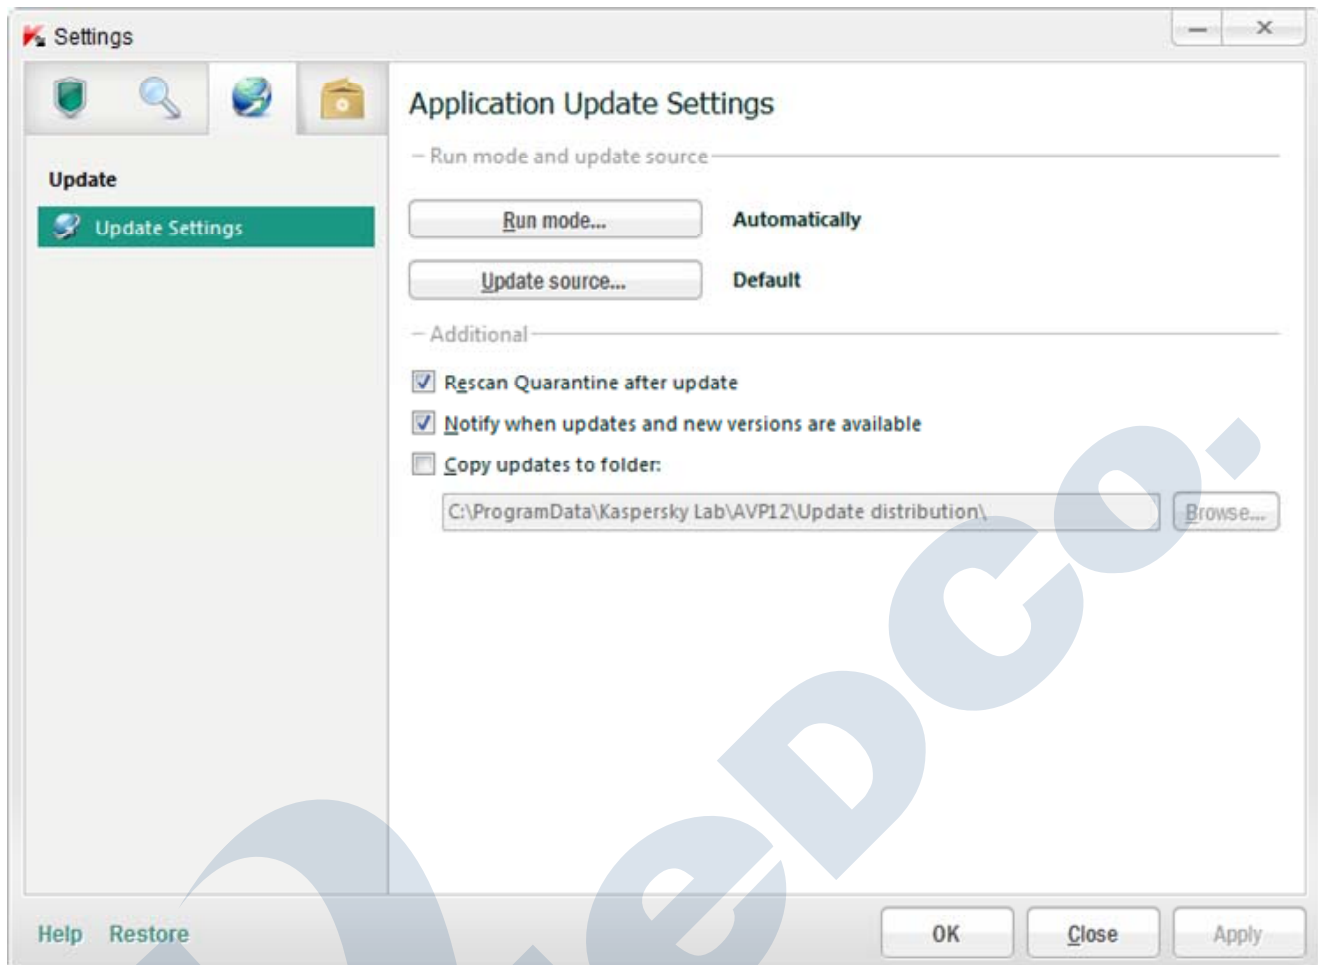 Settings
Application Update Settings
Run mode and update source
Update
Run mode... Automatically
Update Settings
Update source... Default
Additional
Rescan Quarantine after update
Notify when updates and new versions are available
Copy updates to folder:
C:\ProgramData\Kaspersky Lab\AVP12\Update distribution\ Browse...
Help Restore OK Close Apply